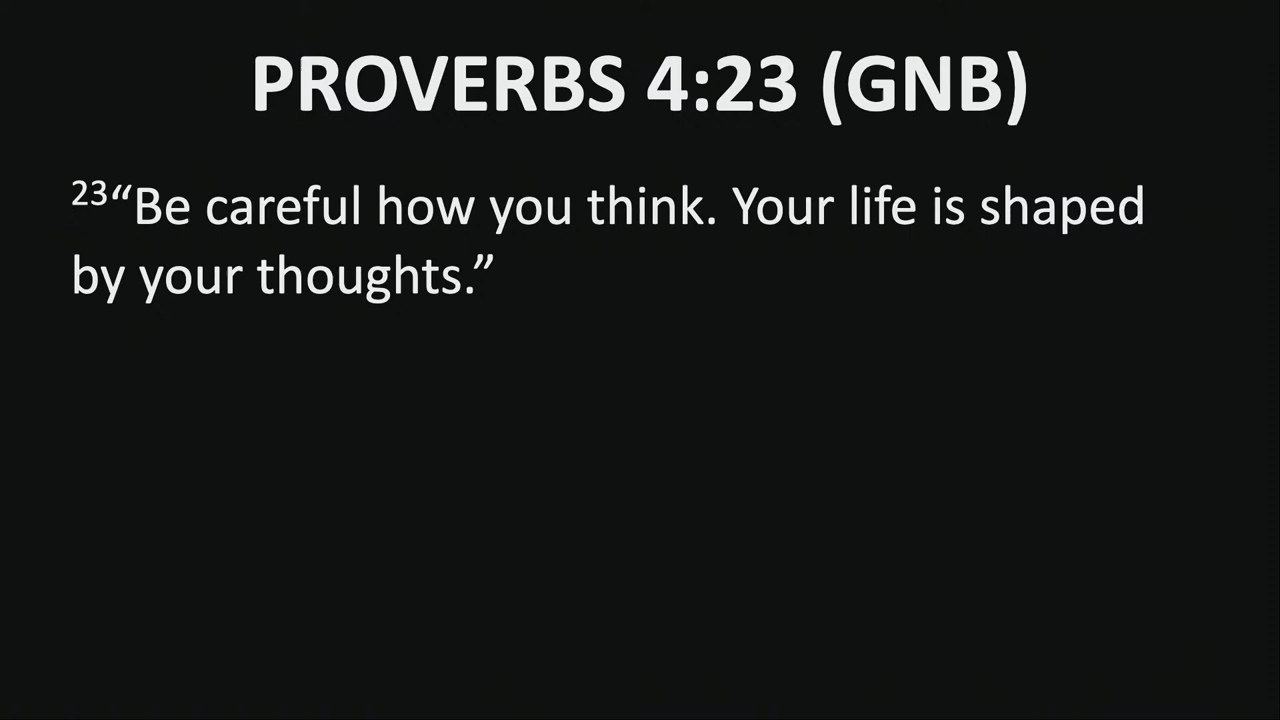 PROVERBS 4:23 (GNB)
23“Be careful how you think. Your life is shaped
by your thoughts.”